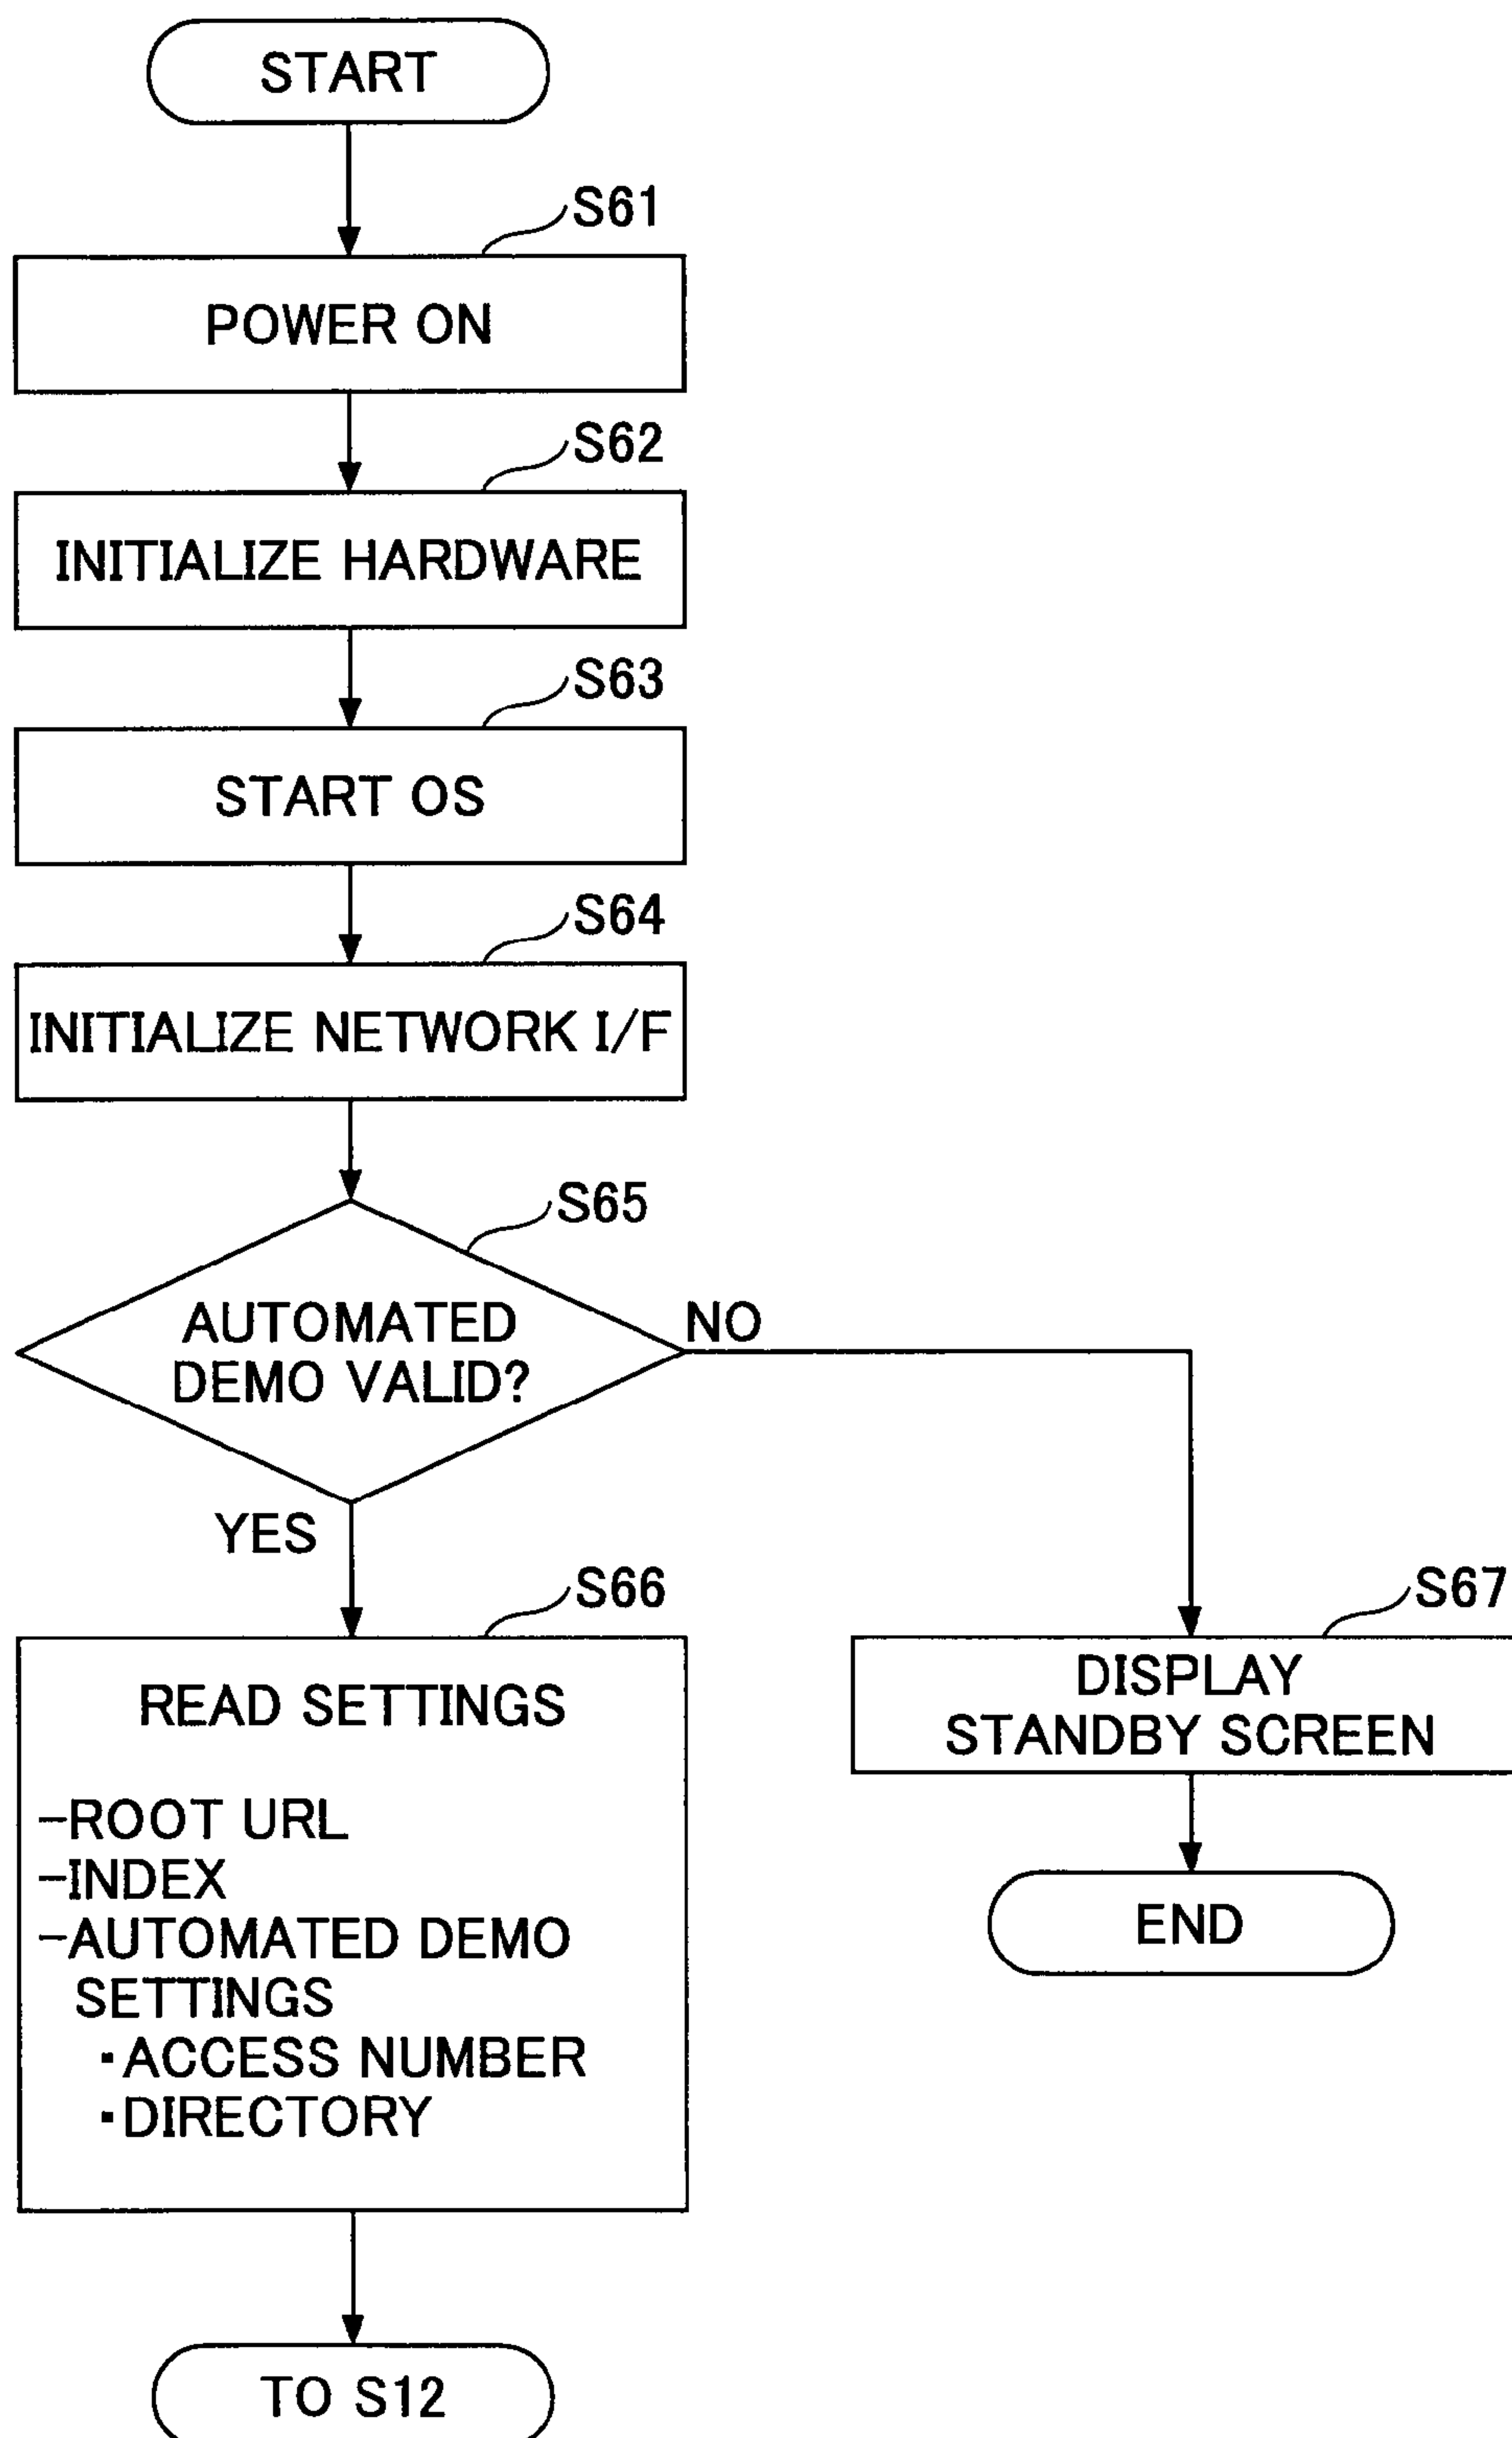 START
S61
POWER ON
S62
INITIALIZE HARDWARE
S63
START OS
S64
INITIALIZE NETWORK I/F
S65
AUTOMATED
DEMO VALID?
NO
YES
S66
READ SETTINGS
-ROOT URL
-INDEX
-AUTOMATED DEMO
SETTINGS
・ACCESS NUMBER
・DIRECTORY
TO S12
S67
DISPLAY
STANDBY SCREEN
END